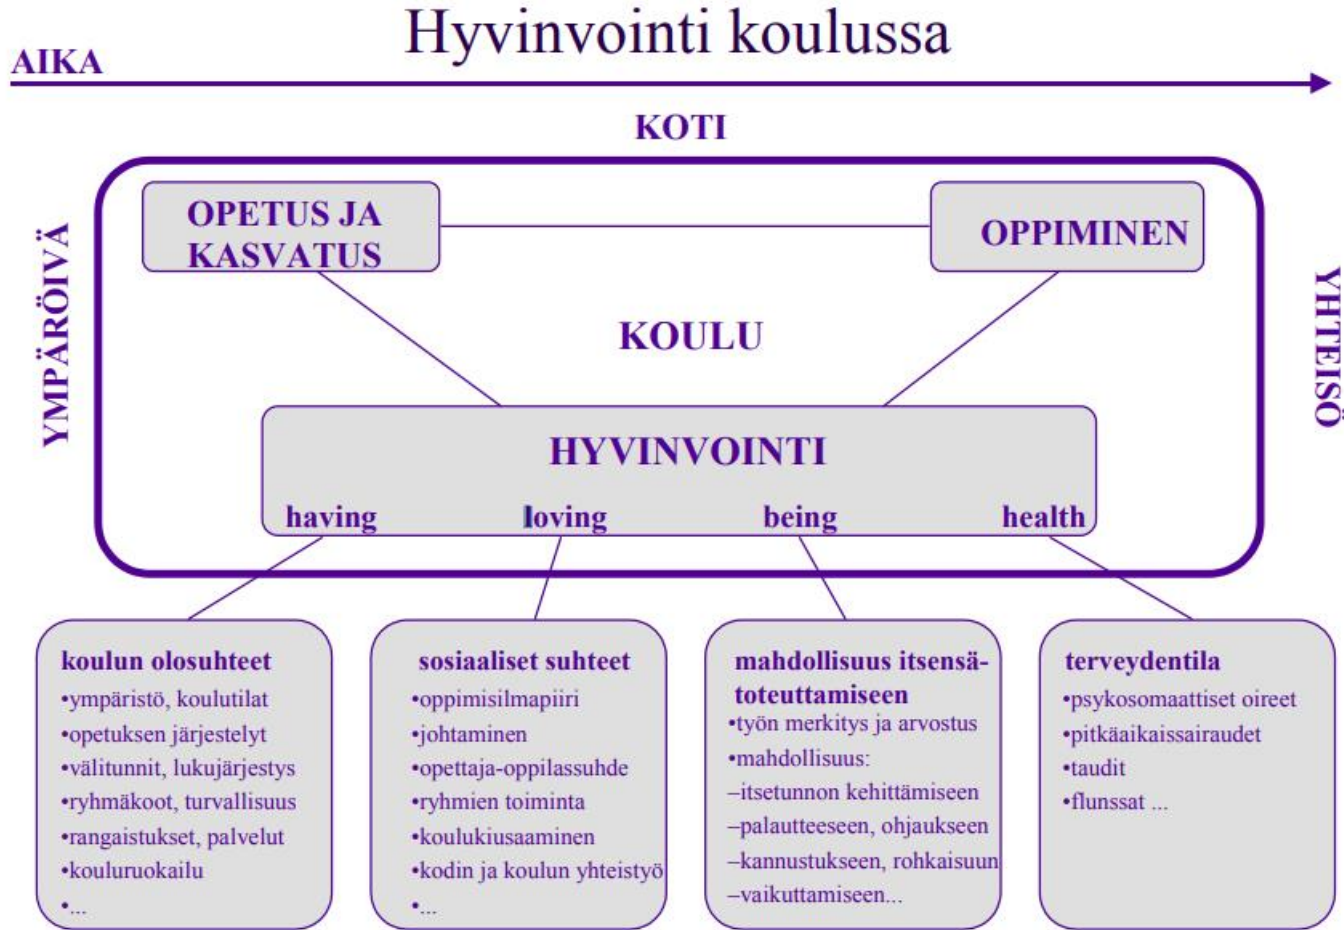 Hyvinvointi koulussa
AIKA
KOTI
YMPÄRÖIVÄ
OPETUS JA
KASVATUS
OPPIMINEN
YHTEISÖ
KOULU
HYVINVOINTI
having loving being health
koulun olosuhteet
•ympäristö, koulutilat
•opetuksen järjestelyt
•välitunnit, lukujärjestys
•ryhmäkoot, turvallisuus
•rangaistukset, palvelut
•kouluruokailu
•...
sosiaaliset suhteet
•oppimisilmapiiri
•johtaminen
•opettaja-oppilassuhde
•ryhmien toiminta
•koulukiusaaminen
•kodin ja koulun yhteistyö
•...
mahdollisuus itsensä-
toteuttamiseen
•työn merkitys ja arvostus
•mahdollisuus:
–itsetunnon kehittämiseen
–palautteeseen, ohjaukseen
–kannustukseen, rohkaisuun
–vaikuttamiseen...
terveydentila
•psykosomaattiset oireet
•pitkäaikaissairaudet
•taudit
•flunssat ...